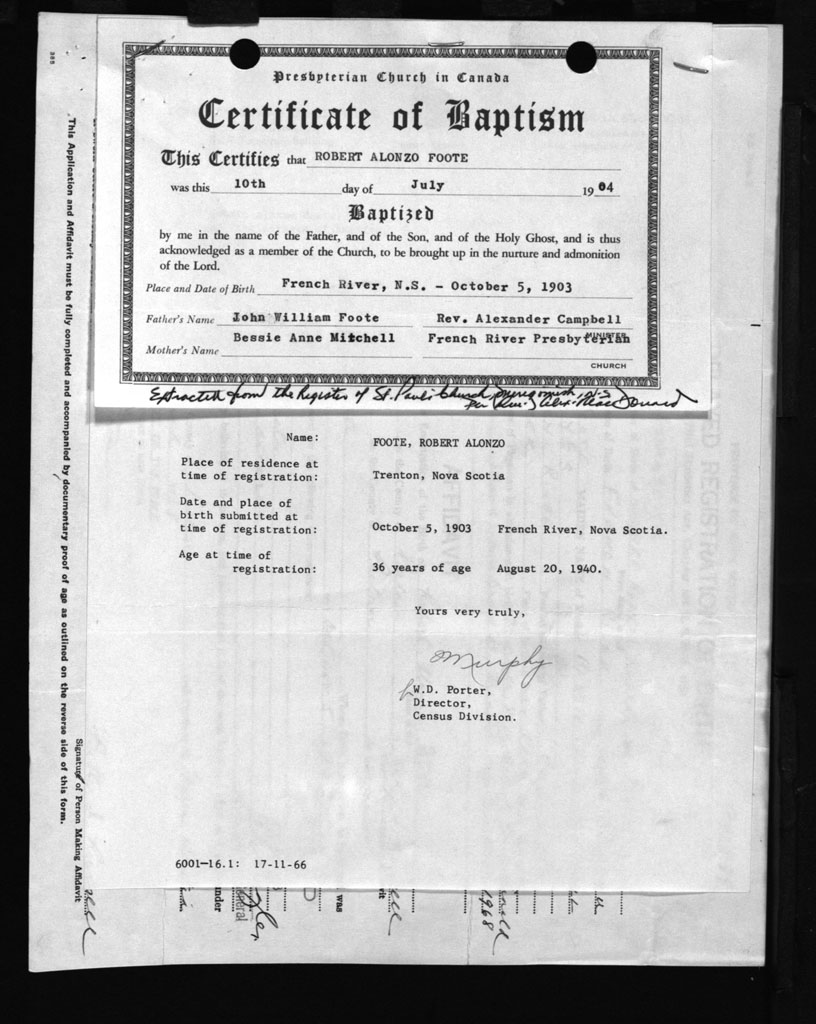 Presbyterian Church in Canada
Certificate of Baptism
This Certifies that ROBERT ALONZO FOOTE
was this 10th day of July 1904
Baptized
by me in the name of the Father, and of the Son, and of the Holy Ghost, and is thus
acknowledged as a member of the Church, to be brought up in the nurture and admonition
of the Lord.
Place and Date of Birth French River, N.S. - October 5, 1903
Father's Name John William Foote Rev. Alexander Campbell
MINISTER
Mother's Name Bessie Anne Mitchell French River Presbyterian
CHURCH
Extracted from the Register of St. Paul's Church
Per Rev. J. Alex. MacDonald
Name: FOOTE, ROBERT ALONZO
Place of residence at
time of registration: Trenton, Nova Scotia
Date and place of
birth submitted at
time of registration: October 5, 1903 French River, Nova Scotia.
Age at time of
registration: 36 years of age August 20, 1940.
Yours very truly,
Murphy
W.D. Porter,
Director,
Census Division.
6001-16.1: 17-11-66
This Application and Affidavit must be fully completed and accompanied by documentary proof of age as outlined on the reverse side of this form.
Signature of Person Making Affidavit
under
was
1968